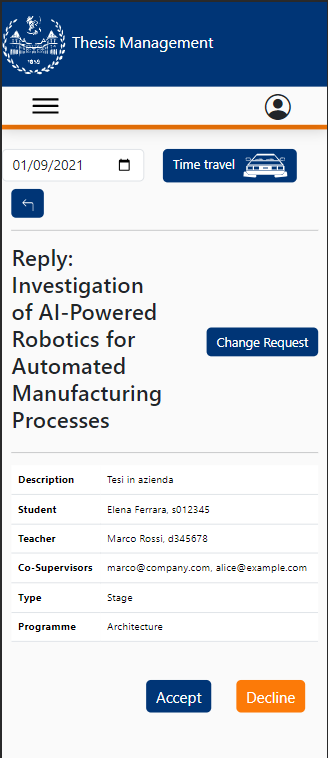 Thesis Management
1859
01/09/2021
Time travel
Reply:
Investigation
of AI-Powered
Robotics for
Automated
Manufacturing
Processes
Change Request
Description Tesi in azienda
Student Elena Ferrara, s012345
Teacher Marco Rossi, d345678
Co-Supervisors marco@company.com, alice@example.com
Type Stage
Programme Architecture
Accept Decline